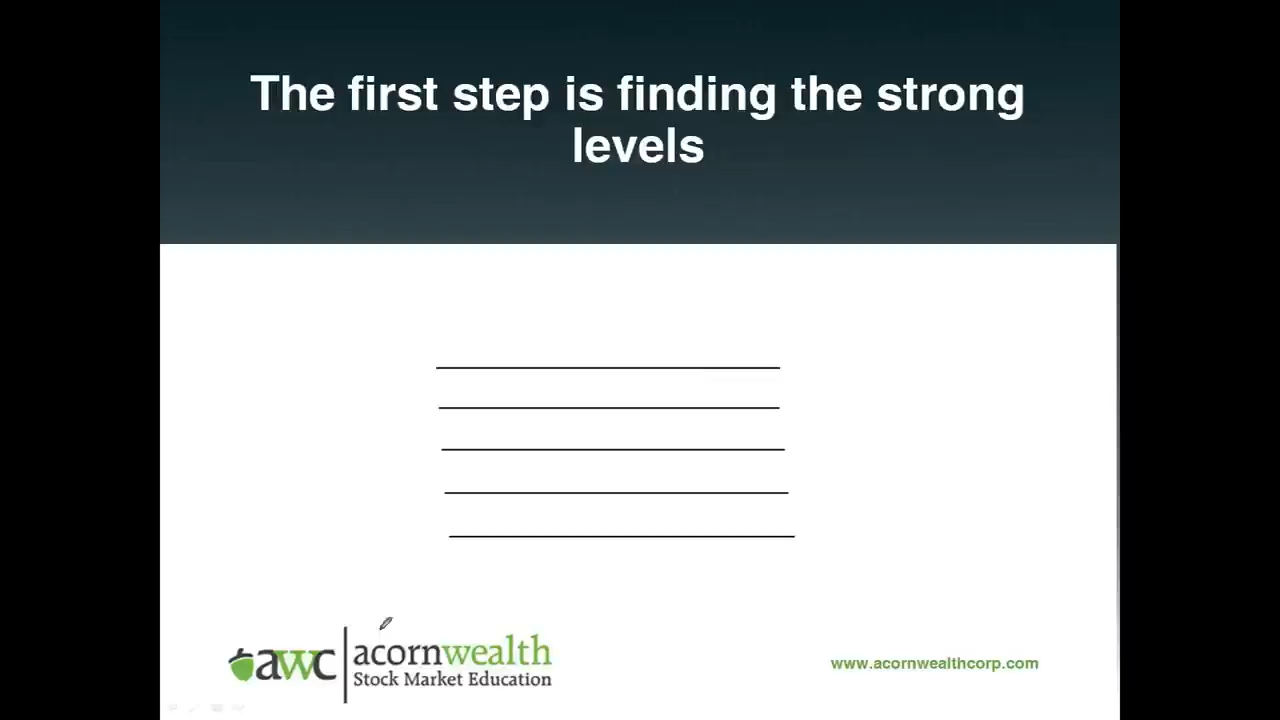 The first step is finding the strong
levels
awc
acornwealth
Stock Market Education
www.acornwealthcorp.com